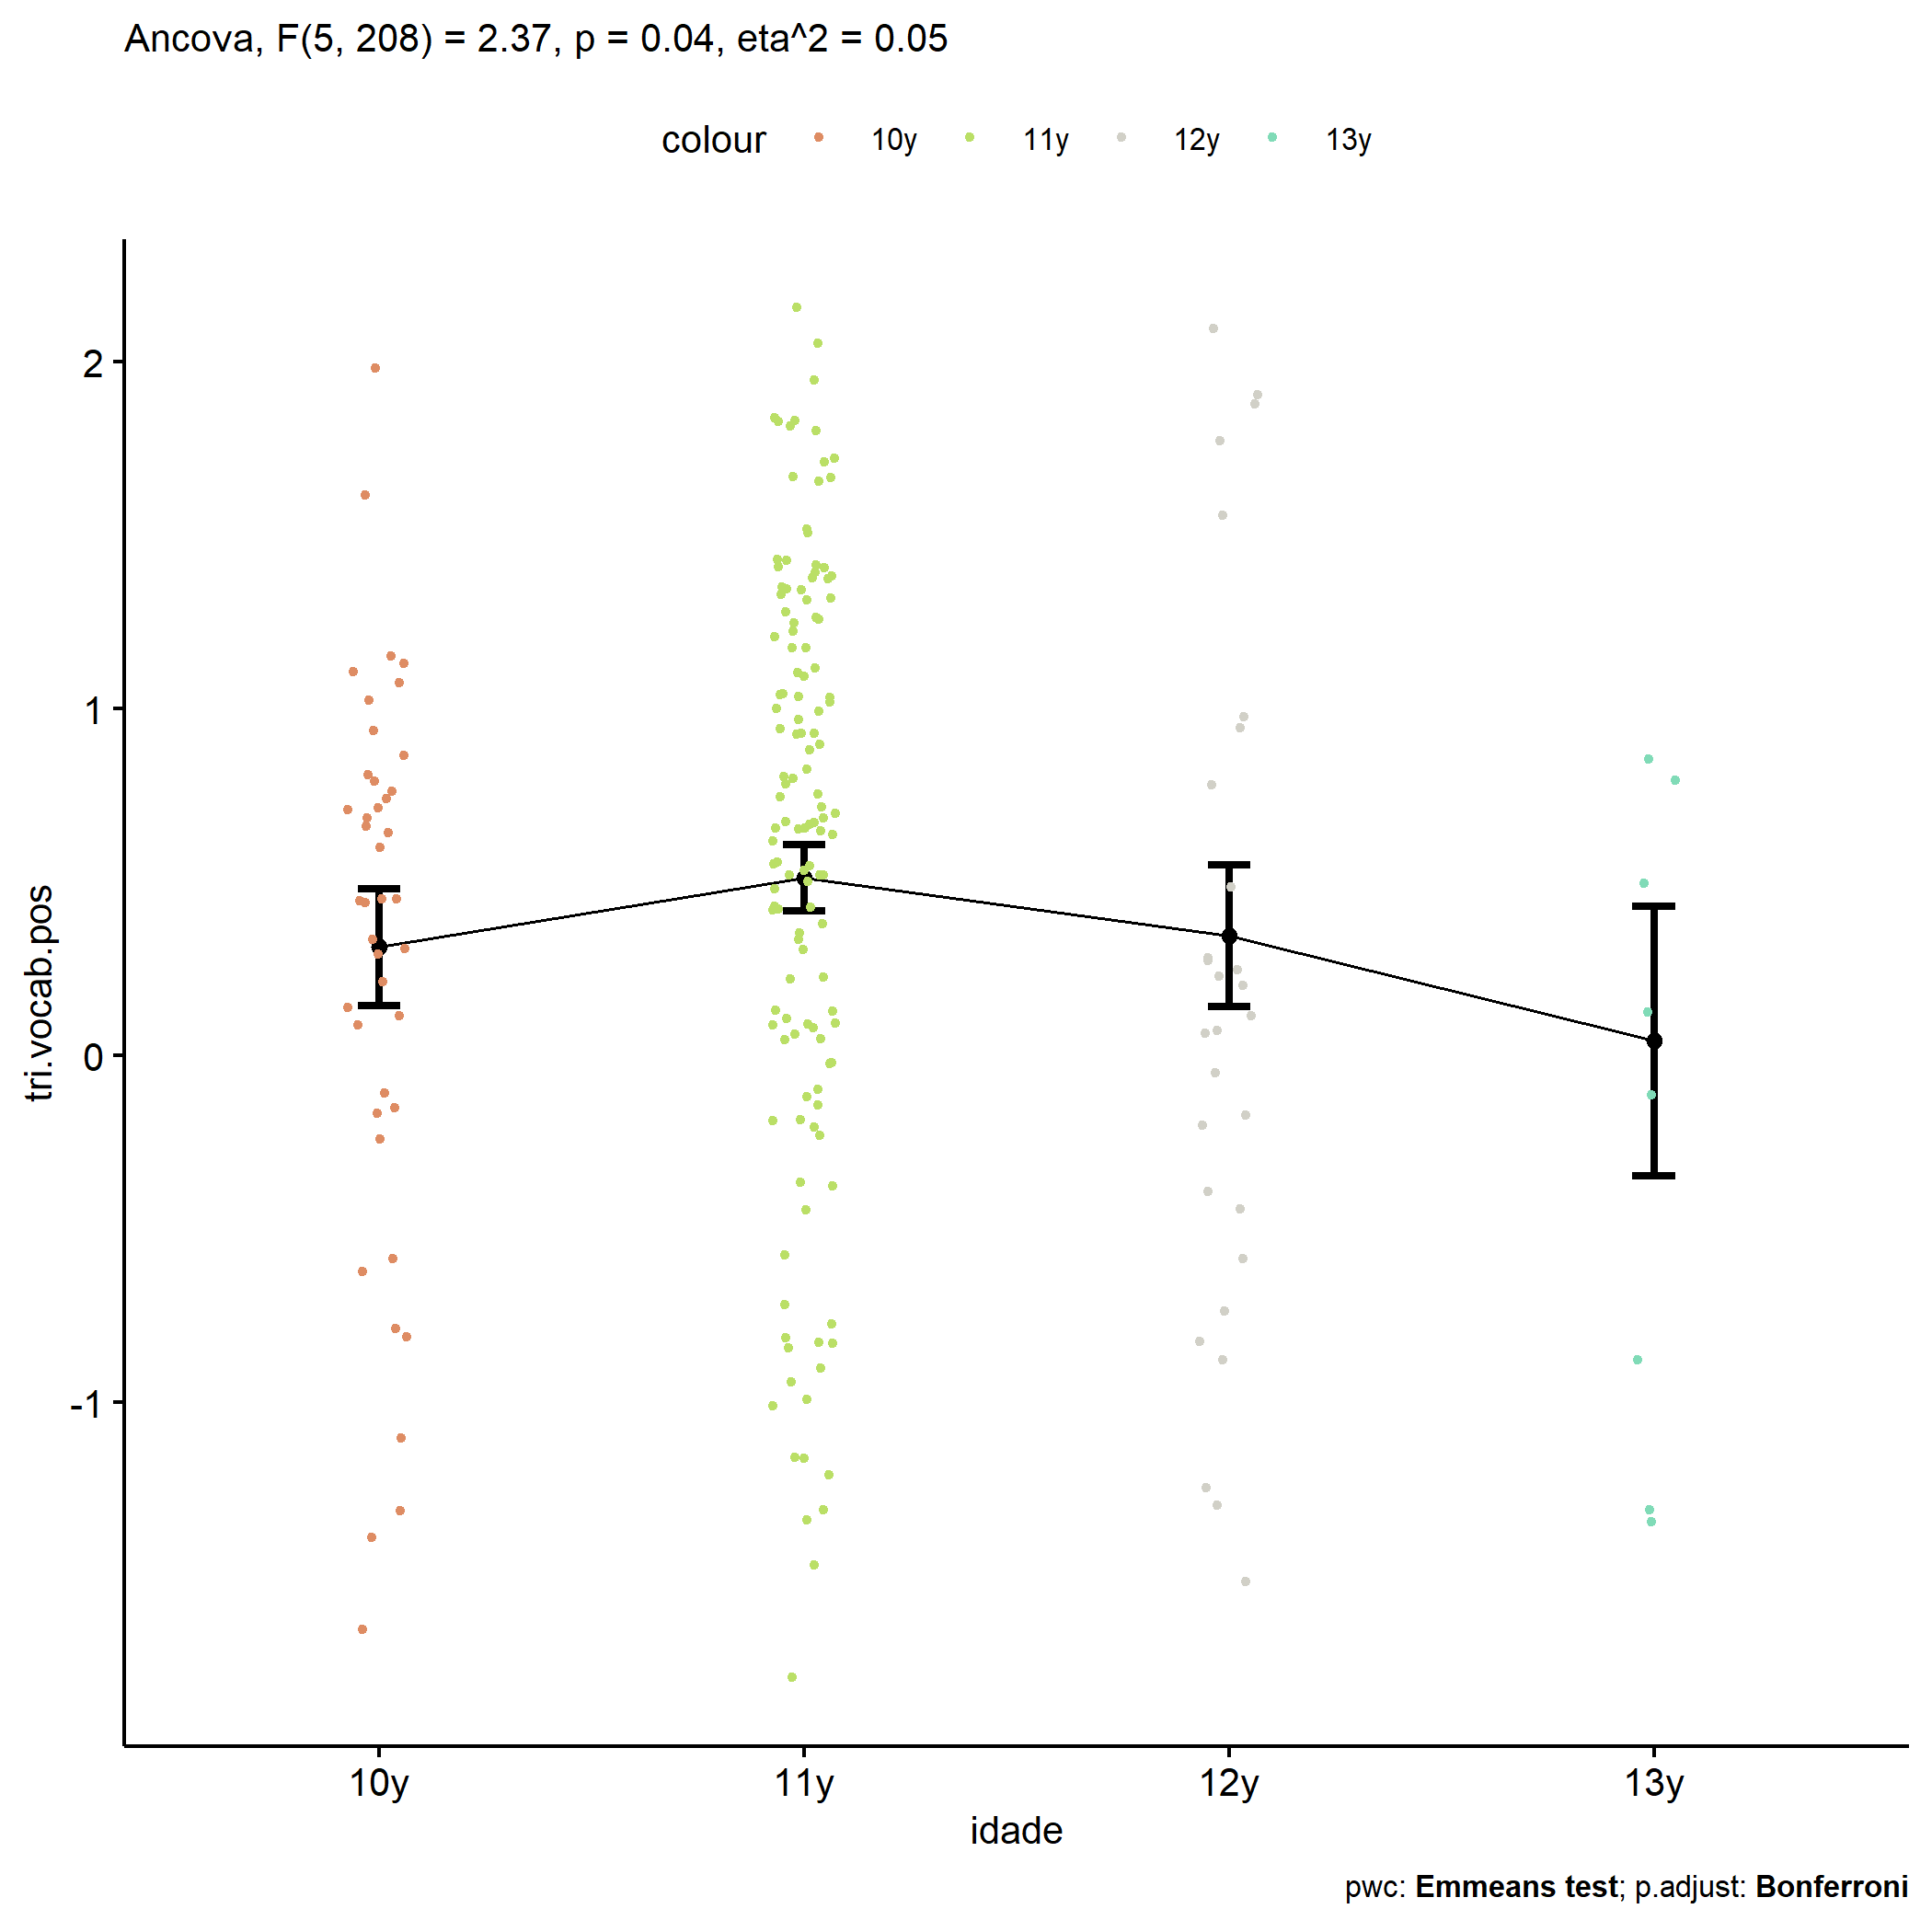 Ancova, F(5, 208) = 2.37, p = 0.04, eta^2 = 0.05
colour 10y 11y 12y 13y
2
1
0
-1
tri.vocab.pos
10y 11y 12y 13y
idade
pwc: Emmeans test; p.adjust: Bonferroni